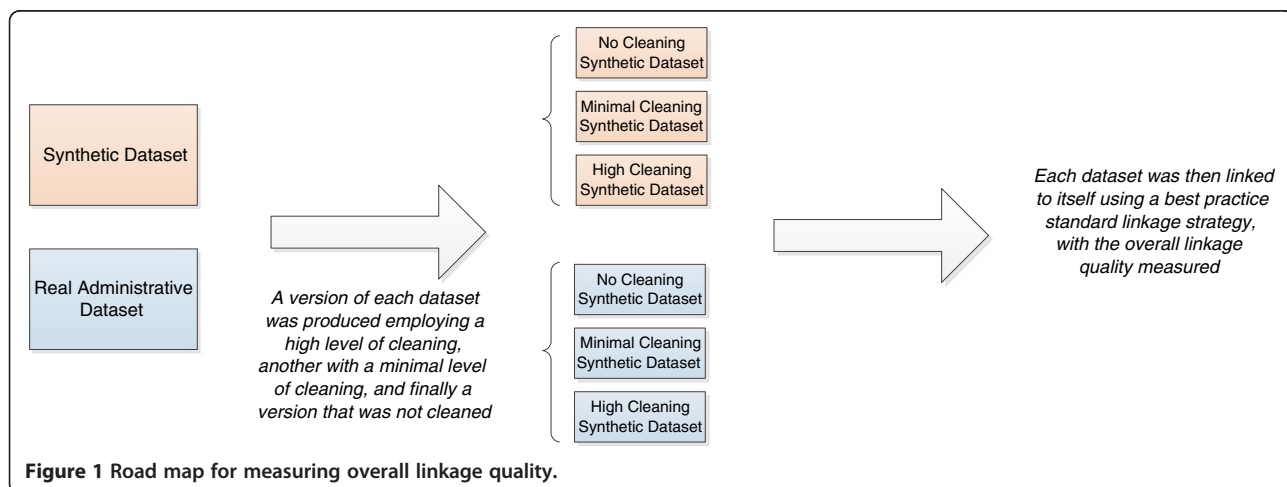 Synthetic Dataset
Real Administrative
Dataset
A version of each dataset
was produced employing a
high level of cleaning,
another with a minimal level
of cleaning, and finally a
version that was not cleaned
No Cleaning
Synthetic Dataset
Minimal Cleaning
Synthetic Dataset
High Cleaning
Synthetic Dataset
No Cleaning
Synthetic Dataset
Minimal Cleaning
Synthetic Dataset
High Cleaning
Synthetic Dataset
Each dataset was then linked
to itself using a best practice
standard linkage strategy,
with the overall linkage
quality measured
Figure 1 Road map for measuring overall linkage quality.